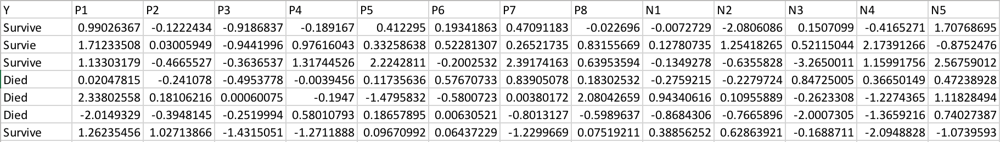 Y P1 P2 P3 P4 P5 P6 P7 P8 N1 N2 N3 N4 N5
Survive 0.99026367 -0.1222434 -0.9186837 -0.189167 0.412295 0.19341863 0.47091183 -0.022696 -0.0072729 -2.0806086 0.1507099 -0.4165271 1.70768695
Survie 1.71233508 0.03005949 -0.9441996 0.97616043 0.33258638 0.52281307 0.26521735 0.83155669 0.12780735 1.25418265 0.52115044 2.17391266 -0.8752476
Survive 1.13303179 -0.4665527 -0.3636537 1.31744526 2.2242811 -0.2002532 2.39174163 0.63953594 -0.1349278 -0.6355828 -3.2650011 1.15991756 2.56759012
Died 0.02047815 -0.241078 -0.4953778 -0.0039456 0.11735636 0.57670733 0.83905078 0.18302532 -0.2759215 -0.2279724 0.84725005 0.36650149 0.47238928
Died 2.33802558 0.18106216 0.00060075 -0.1947 -1.4795832 -0.5800723 0.00380172 2.08042659 0.94340616 0.10955889 -0.2623308 -1.2274365 1.11828494
Died -2.0149329 -0.3948145 -0.2519994 0.58010793 0.18657895 0.00630521 -0.8013127 -0.5989637 -0.8684306 -0.7665896 -2.0007305 -1.3659216 0.74027387
Survive 1.26235456 1.02713866 -1.4315051 -1.2711888 0.09670992 0.06437229 -1.2299669 0.07519211 0.38856252 0.62863921 -0.1688711 -2.0948828 -1.0739593